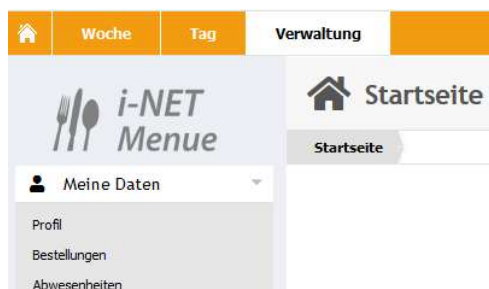 Woche Tag Verwaltung
i-NET
Menue
Startseite
Startseite
Meine Daten
Profil
Bestellungen
Abwesenheiten